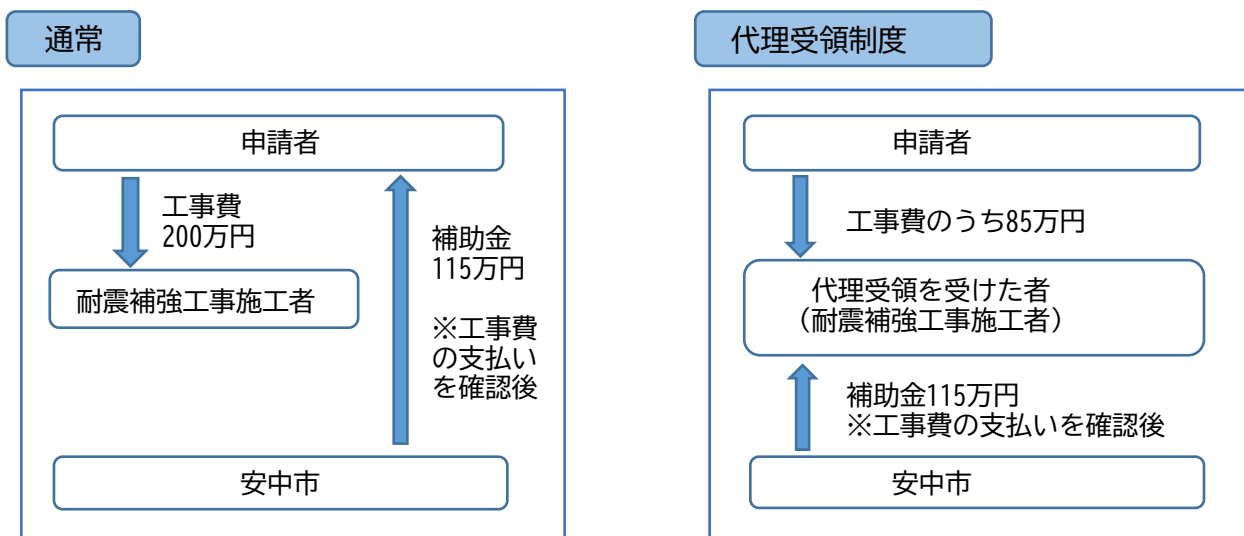 通常
申請者
工事費
200万円
補助金
115万円
※工事費
の支払い
を確認後
耐震補強工事施工者
安中市
代理受領制度
申請者
工事費のうち85万円
代理受領を受けた者
（耐震補強工事施工者）
補助金115万円
※工事費の支払いを確認後
安中市